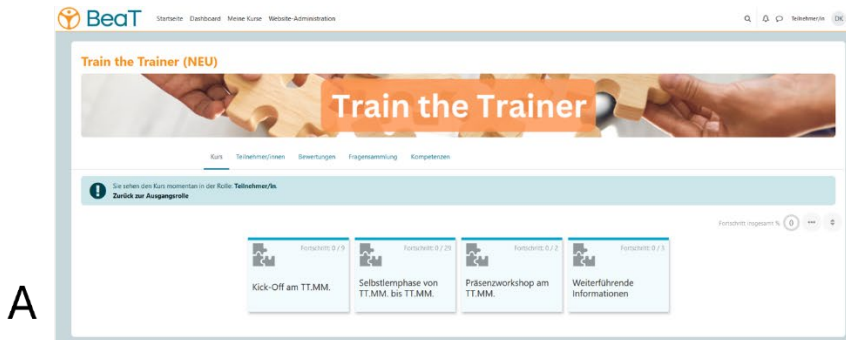 BeaT Startseite Dashboard Meine Kurse Website-Administration Teilnehmer/in DK
Train the Trainer (NEU)
Train the Trainer
Kurs Teilnehmer/innen Bewertungen Fragensammlung Kompetenzen
Sie sehen den Kurs momentan in der Rolle: Teilnehmer/in.
Zurück zur Ausgangsrolle
Fortschritt insgesamt % 0
Fortschritt: 0 / 9
Kick-Off am TT.MM.
Fortschritt: 0 / 29
Selbstlernphase von
TT.MM. bis TT.MM.
Fortschritt: 0 / 2
Präsenzworkshop am
TT.MM.
Fortschritt: 0 / 3
Weiterführende
Informationen
A